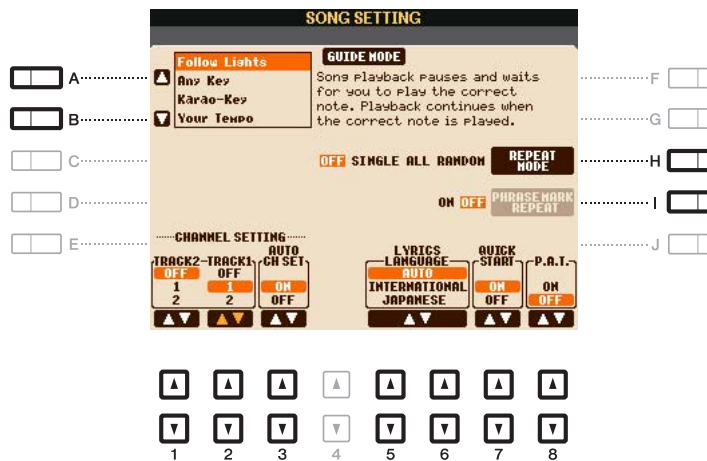 SONG SETTING
Follow Lights
Any Key
Karao-Key
Your Tempo
GUIDE MODE
Song playback pauses and waits
for you to play the correct
note. Playback continues when
the correct note is played.
A
B
C
D
E
F
G
H
I
J
OFF SINGLE ALL RANDOM
REPEAT
MODE
ON OFF
PHRASE MARK
REPEAT
CHANNEL SETTING
TRACK2
OFF
1
2
TRACK1
OFF
1
2
AUTO
CH SET
ON
OFF
LYRICS
LANGUAGE
AUTO
INTERNATIONAL
JAPANESE
QUICK
START
ON
OFF
P.A.T.
ON
OFF
1 2 3 4 5 6 7 8